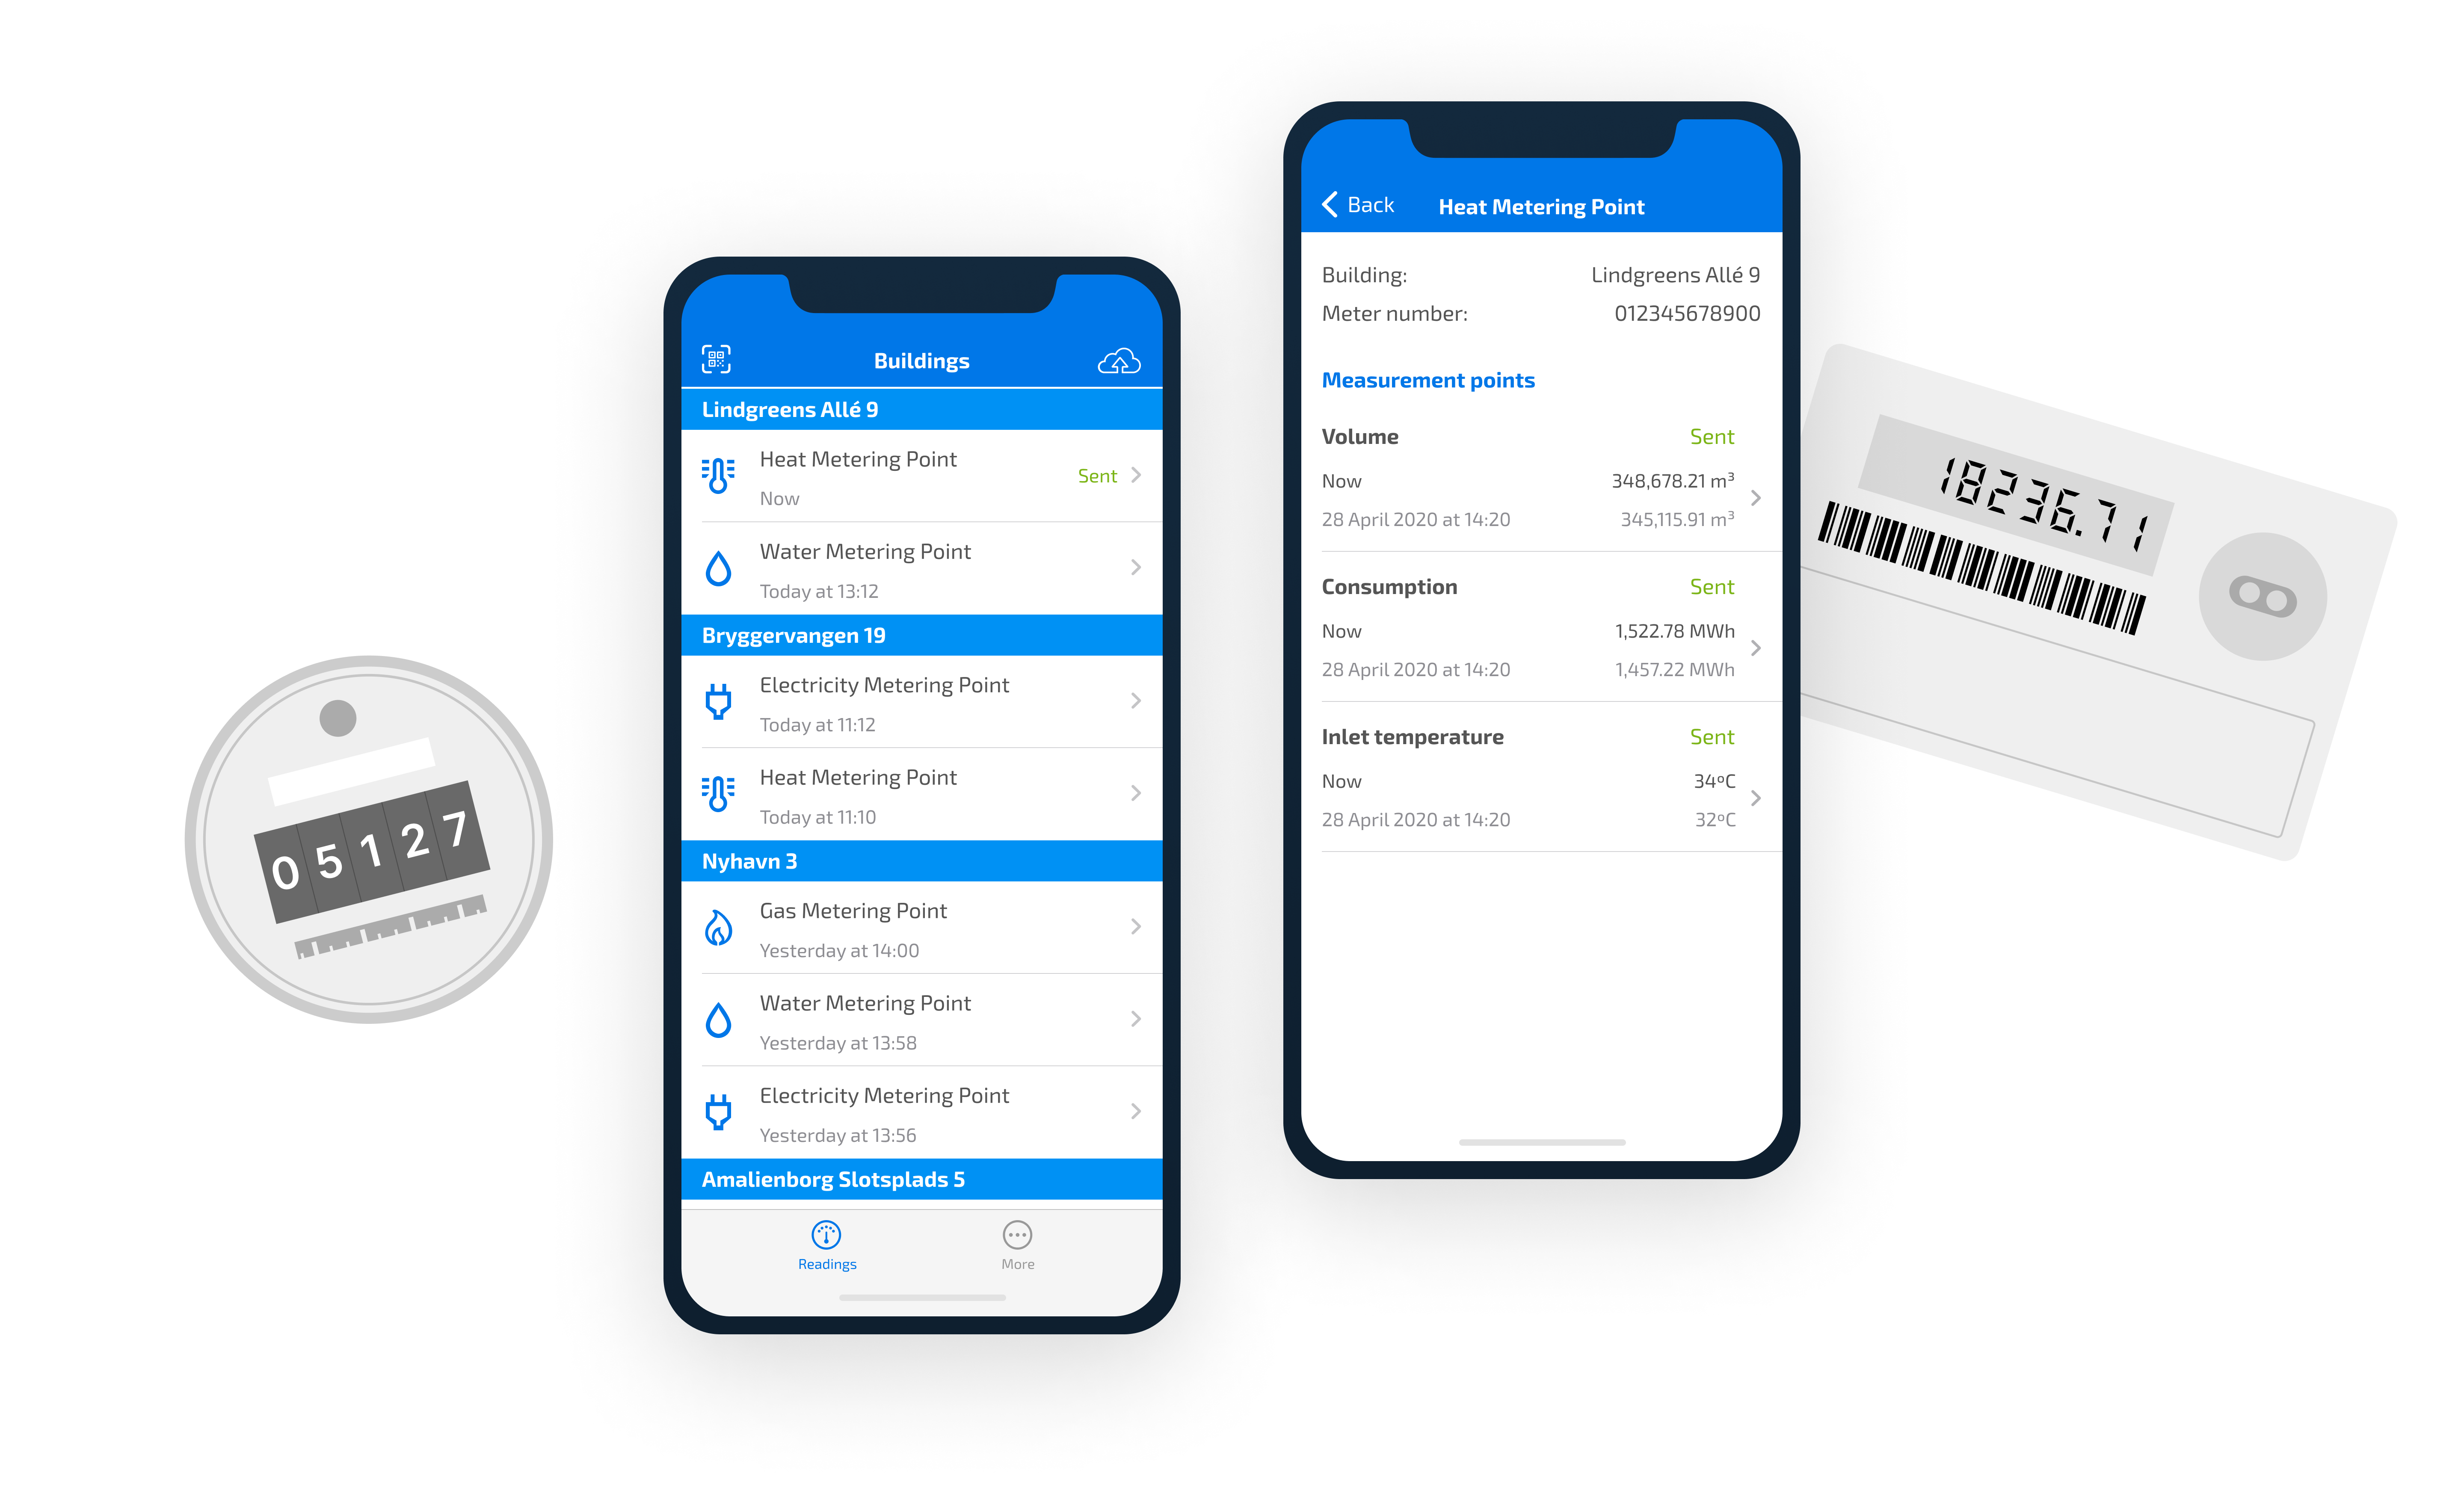 05127
Buildings
Lindgreens Allé 9
Heat Metering Point
Sent
Now
Water Metering Point
Today at 13:12
Bryggervangen 19
Electricity Metering Point
Today at 11:12
Heat Metering Point
Today at 11:10
Nyhavn 3
Gas Metering Point
Yesterday at 14:00
Water Metering Point
Yesterday at 13:58
Electricity Metering Point
Yesterday at 13:56
Amalienborg Slotsplads 5
Readings More
Back Heat Metering Point
Building: Lindgreens Allé 9
Meter number: 012345678900
Measurement points
Volume Sent
Now 348,678.21 m³
28 April 2020 at 14:20 345,115.91 m³
Consumption Sent
Now 1,522.78 MWh
28 April 2020 at 14:20 1,457.22 MWh
Inlet temperature Sent
Now 34ºC
28 April 2020 at 14:20 32ºC
18236.71